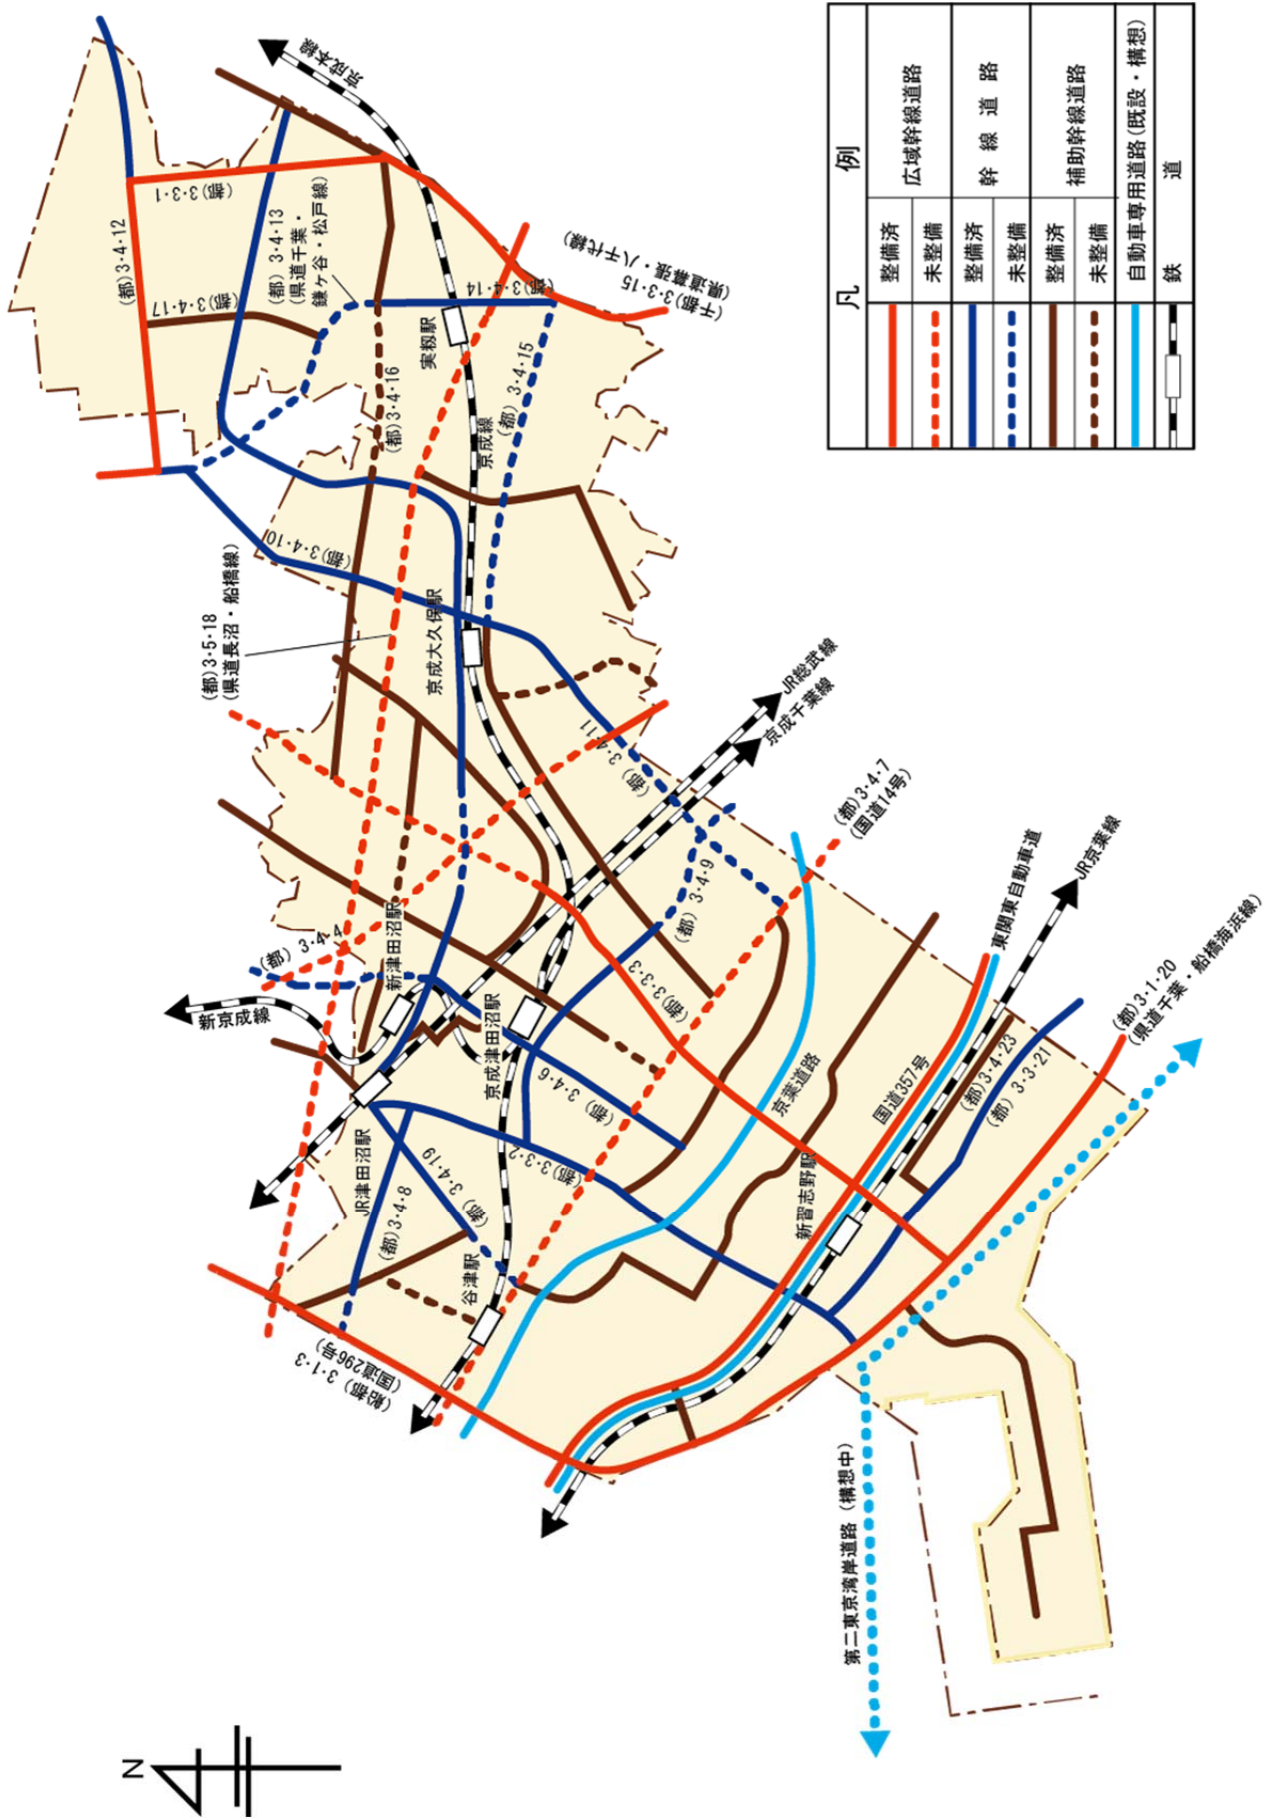 京成本線
(都)3・4・12
(都)3・3・1
(都)3・4・17
(都) 3・4・13
(県道千葉・
鎌ケ谷・松戸線)
(都)3・4・14
(千都)3・3・15
(県道幕張・八千代線)
実籾駅
(都)3・4・16
(都) 3・4・15
京成線
(都)3・4・10
(都)3・5・18
(県道長沼・船橋線)
京成大久保駅
(都) 3・4・11
JR総武線
京成千葉線
(都)3・4・7
(国道14号)
(都) 3・4・9
(都) 3・4・4
新津田沼駅
新京成線
(都)3・3・3
京成津田沼駅
(都) 3・4・6
東関東自動車道
JR京葉線
(都)3・1・20
(県道千葉・船橋海浜線)
国道357号
(都)3・4・23
(都) 3・3・21
京葉道路
新習志野駅
JR津田沼駅
(都)3・3・2
(都) 3・4・19
(都)3・4・8
谷津駅
(船都) 3・1・3
(国道296号)
第二東京湾岸道路 (構想中)
N
凡例
整備済
未整備
広域幹線道路
整備済
未整備
幹線道路
整備済
未整備
補助幹線道路
自動車専用道路(既設・構想)
鉄道